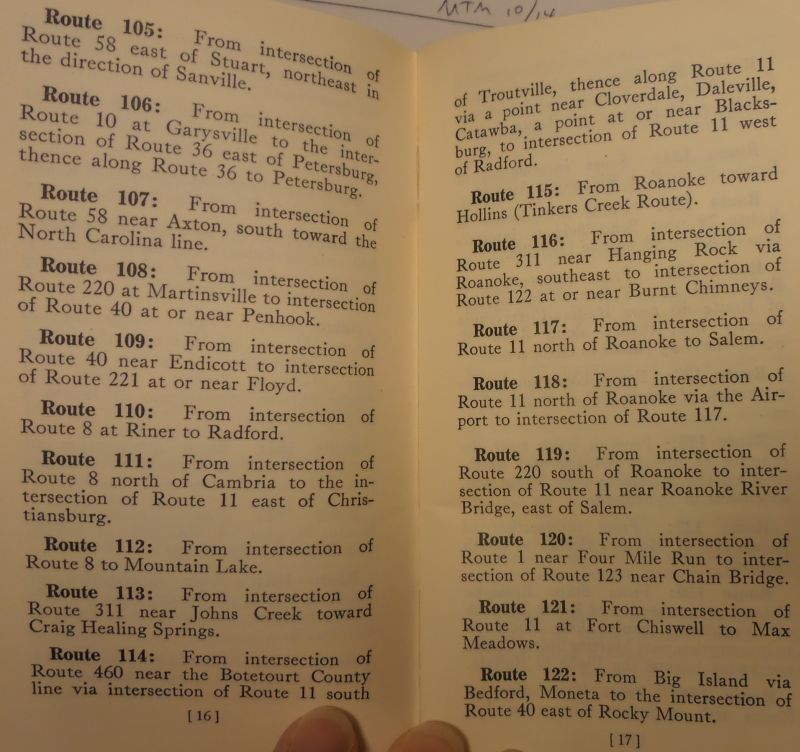 MTM 10/14
Route 105: From intersection of
Route 58 east of Stuart, northeast in
the direction of Sanville.
Route 106: From intersection of
Route 10 at Garysville to the inter-
section of Route 36 east of Petersburg,
thence along Route 36 to Petersburg.
Route 107: From intersection of
Route 58 near Axton, south toward the
North Carolina line.
Route 108: From intersection of
Route 220 at Martinsville to intersection
of Route 40 at or near Penhook.
Route 109: From intersection of
Route 40 near Endicott to intersection
of Route 221 at or near Floyd.
Route 110: From intersection of
Route 8 at Riner to Radford.
Route 111: From intersection of
Route 8 north of Cambria to the in-
tersection of Route 11 east of Chris-
tiansburg.
Route 112: From intersection of
Route 8 to Mountain Lake.
Route 113: From intersection of
Route 311 near Johns Creek toward
Craig Healing Springs.
Route 114: From intersection of
Route 460 near the Botetourt County
line via intersection of Route 11 south
[ 16 ]
of Troutville, thence along Route 11
via a point near Cloverdale, Daleville,
Catawba, a point at or near Blacks-
burg, to intersection of Route 11 west
of Radford.
Route 115: From Roanoke toward
Hollins (Tinkers Creek Route).
Route 116: From intersection of
Route 311 near Hanging Rock via
Roanoke, southeast to intersection of
Route 122 at or near Burnt Chimneys.
Route 117: From intersection of
Route 11 north of Roanoke to Salem.
Route 118: From intersection of
Route 11 north of Roanoke via the Air-
port to intersection of Route 117.
Route 119: From intersection of
Route 220 south of Roanoke to inter-
section of Route 11 near Roanoke River
Bridge, east of Salem.
Route 120: From intersection of
Route 1 near Four Mile Run to inter-
section of Route 123 near Chain Bridge.
Route 121: From intersection of
Route 11 at Fort Chiswell to Max
Meadows.
Route 122: From Big Island via
Bedford, Moneta to the intersection of
Route 40 east of Rocky Mount.
[ 17 ]